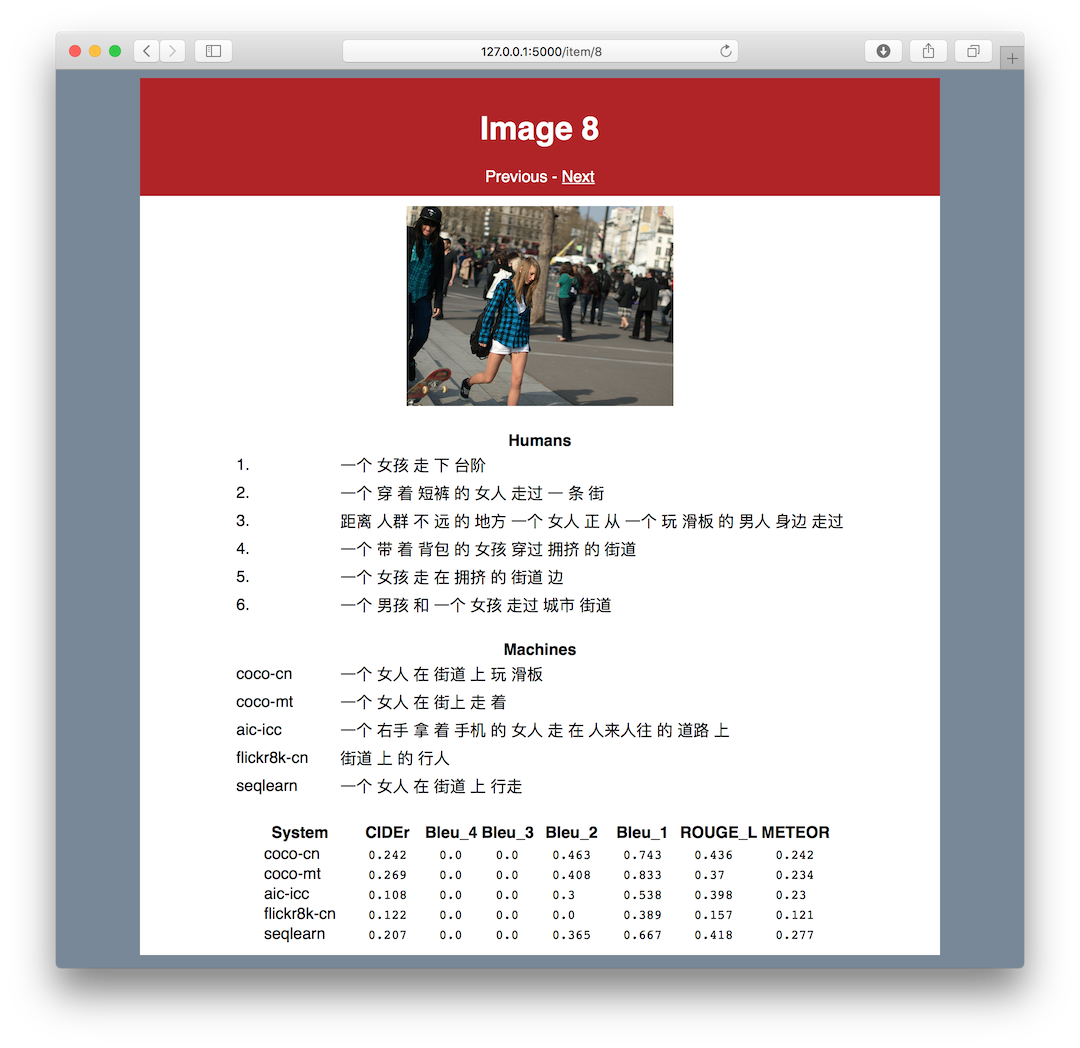 127.0.0.1:5000/item/8
Image 8
Previous - Next
Humans
1. 一个 女孩 走 下 台阶
2. 一个 穿 着 短裤 的 女人 走过 一 条 街
3. 距离 人群 不 远 的 地方 一个 女人 正 从 一个 玩 滑板 的 男人 身边 走过
4. 一个 带 着 背包 的 女孩 穿过 拥挤 的 街道
5. 一个 女孩 走 在 拥挤 的 街道 边
6. 一个 男孩 和 一个 女孩 走过 城市 街道
Machines
coco-cn 一个 女人 在 街道 上 玩 滑板
coco-mt 一个 女人 在 街上 走 着
aic-icc 一个 右手 拿 着 手机 的 女人 走 在 人来人往 的 道路 上
flickr8k-cn 街道 上 的 行人
seqlearn 一个 女人 在 街道 上 行走
System CIDEr Bleu_4 Bleu_3 Bleu_2 Bleu_1 ROUGE_L METEOR
coco-cn 0.242 0.0 0.0 0.463 0.743 0.436 0.242
coco-mt 0.269 0.0 0.0 0.408 0.833 0.37 0.234
aic-icc 0.108 0.0 0.0 0.3 0.538 0.398 0.23
flickr8k-cn 0.122 0.0 0.0 0.0 0.389 0.157 0.121
seqlearn 0.207 0.0 0.0 0.365 0.667 0.418 0.277